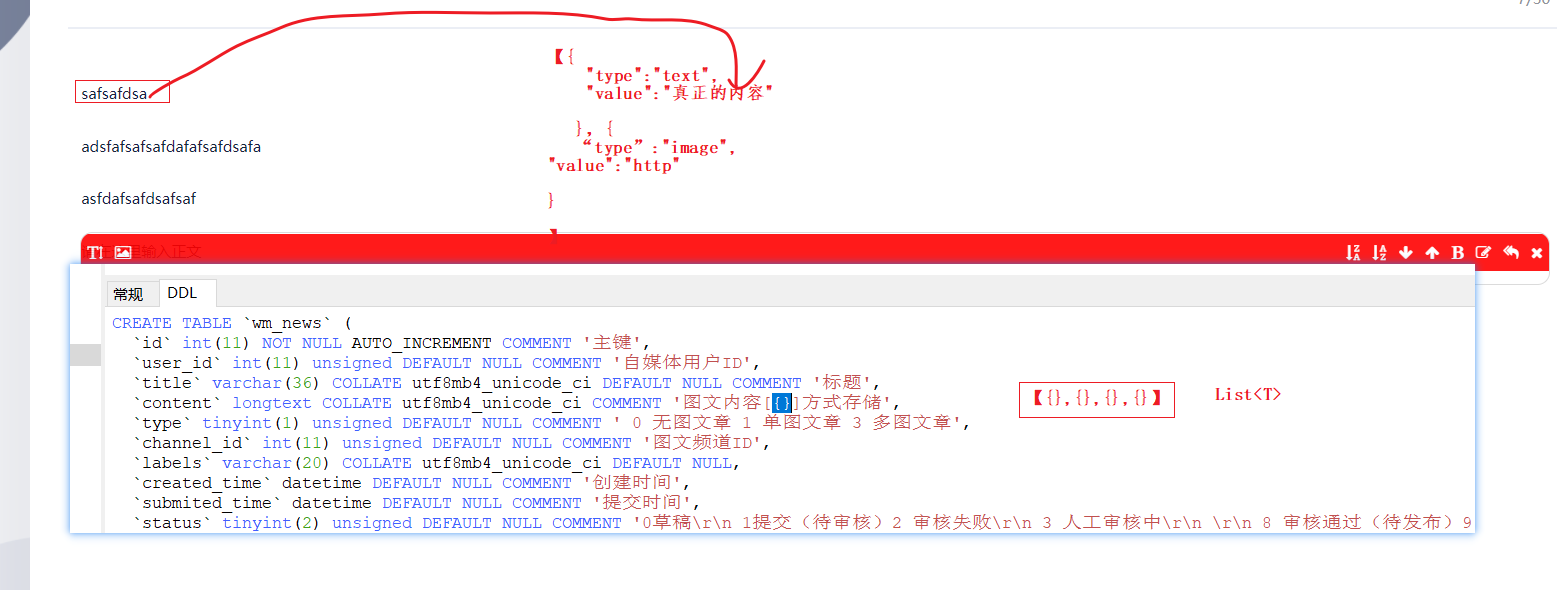 7/30
safsafdsa
adsfafsafsafdafafsafdsafa
asfdafsafdsafsaf
【{
"type":"text",
"value":"真正的内容"
}, {
“type”:"image",
"value":"http"
}
】
里输入正文
常规 DDL
CREATE TABLE `wm_news` (
`id` int(11) NOT NULL AUTO_INCREMENT COMMENT '主键',
`user_id` int(11) unsigned DEFAULT NULL COMMENT '自媒体用户ID',
`title` varchar(36) COLLATE utf8mb4_unicode_ci DEFAULT NULL COMMENT '标题',
`content` longtext COLLATE utf8mb4_unicode_ci COMMENT '图文内容[{}]方式存储',
`type` tinyint(1) unsigned DEFAULT NULL COMMENT ' 0 无图文章 1 单图文章 3 多图文章',
`channel_id` int(11) unsigned DEFAULT NULL COMMENT '图文频道ID',
`labels` varchar(20) COLLATE utf8mb4_unicode_ci DEFAULT NULL,
`created_time` datetime DEFAULT NULL COMMENT '创建时间',
`submited_time` datetime DEFAULT NULL COMMENT '提交时间',
`status` tinyint(2) unsigned DEFAULT NULL COMMENT '0草稿\r\n 1提交（待审核）2 审核失败\r\n 3 人工审核中\r\n \r\n 8 审核通过（待发布）9
【{},{},{},{}】
List<T>